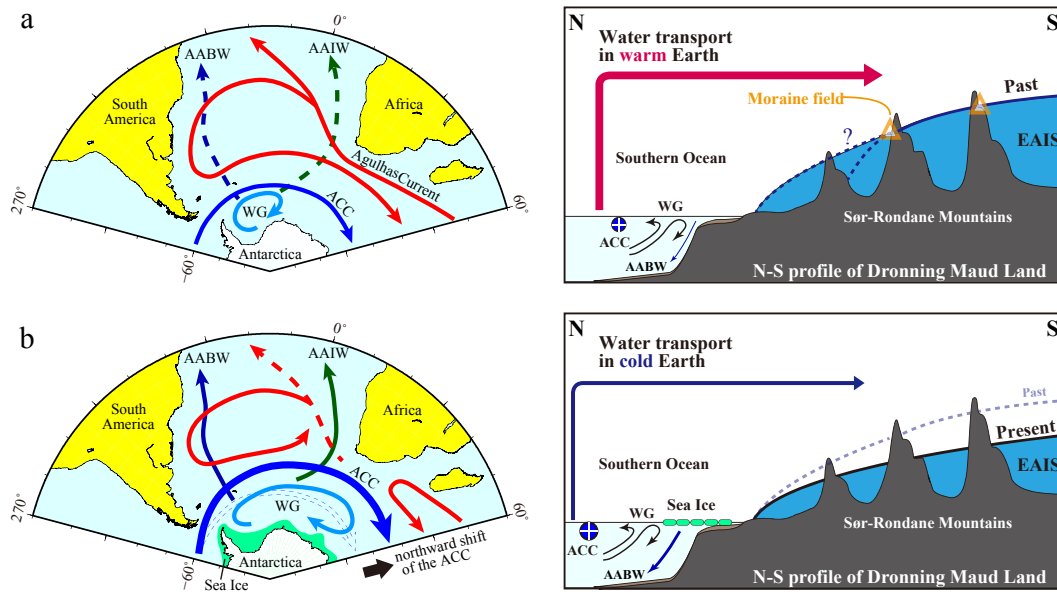 a
0°
AABW
AAIW
South
America
Africa
AgulhasCurrent
ACC
WG
Antarctica
270°
−60°
60°
N
S
Water transport
in warm Earth
Moraine field
Past
?
EAIS
Southern Ocean
WG
ACC
AABW
Sor-Rondane Mountains
N-S profile of Dronning Maud Land
b
0°
AABW
AAIW
South
America
Africa
ACC
WG
Antarctica
270°
−60°
60°
Sea Ice
northward shift
of the ACC
N
S
Water transport
in cold Earth
Past
Present
EAIS
Southern Ocean
Sea Ice
WG
ACC
AABW
Sør-Rondane Mountains
N-S profile of Dronning Maud Land